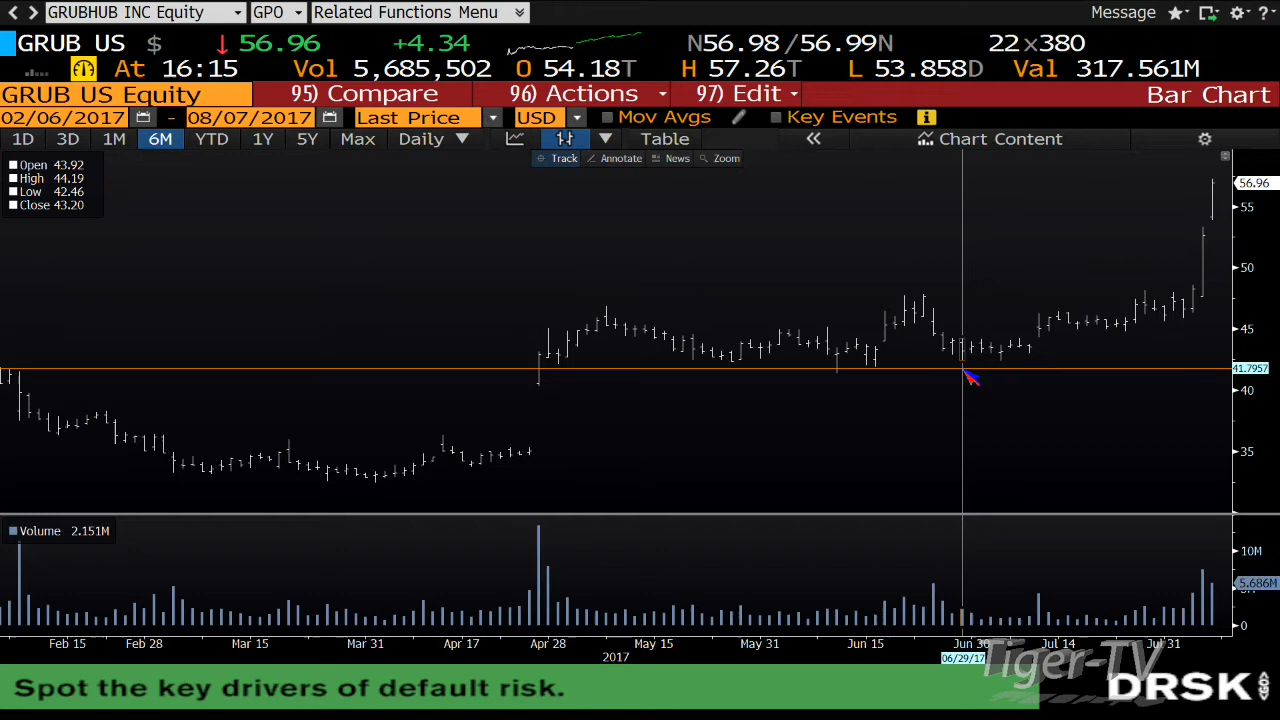 GRUBHUB INC Equity GPO Related Functions Menu Message ?
GRUB US $ ↓ 56.96 +4.34 N56.98 /56.99N 22 x380
At 16:15 Vol 5,685,502 O 54.18T H 57.26T L 53.858D Val 317.561M
GRUB US Equity 95) Compare 96) Actions 97) Edit Bar Chart
02/06/2017 - 08/07/2017 Last Price USD Mov Avgs Key Events i
1D 3D 1M 6M YTD 1Y 5Y Max Daily Table « Chart Content
Track Annotate News Zoom
Open 43.92
High 44.19
Low 42.46
Close 43.20
56.96
55
50
45
41.7957
40
35
Volume 2.151M
10M
5.686M
0
Feb 15 Feb 28 Mar 15 Mar 31 Apr 17 Apr 28 May 15 May 31 Jun 15 Jun 30 Jul 14 Jul 31
2017 06/29/17
Tiger-TV
Spot the key drivers of default risk. DRSK <GO>